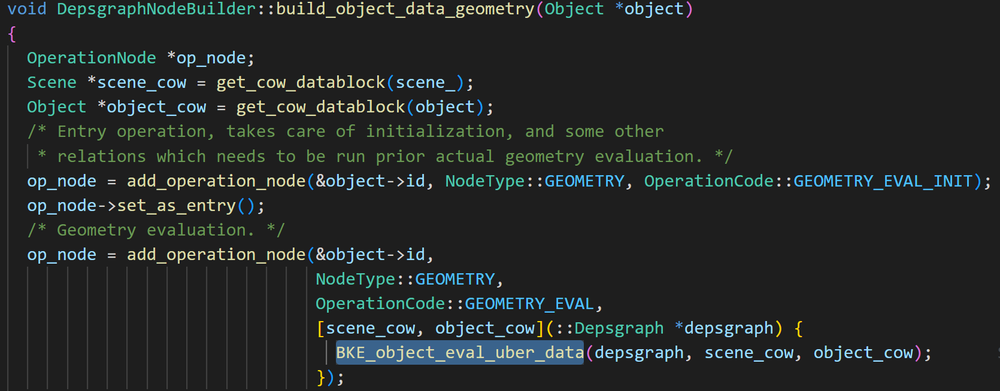 void DepsgraphNodeBuilder::build_object_data_geometry(Object *object)
{
  OperationNode *op_node;
  Scene *scene_cow = get_cow_datablock(scene_);
  Object *object_cow = get_cow_datablock(object);
  /* Entry operation, takes care of initialization, and some other
   * relations which needs to be run prior actual geometry evaluation. */
  op_node = add_operation_node(&object->id, NodeType::GEOMETRY, OperationCode::GEOMETRY_EVAL_INIT);
  op_node->set_as_entry();
  /* Geometry evaluation. */
  op_node = add_operation_node(&object->id,
                               NodeType::GEOMETRY,
                               OperationCode::GEOMETRY_EVAL,
                               [scene_cow, object_cow](::Depsgraph *depsgraph) {
                                 BKE_object_eval_uber_data(depsgraph, scene_cow, object_cow);
                               });